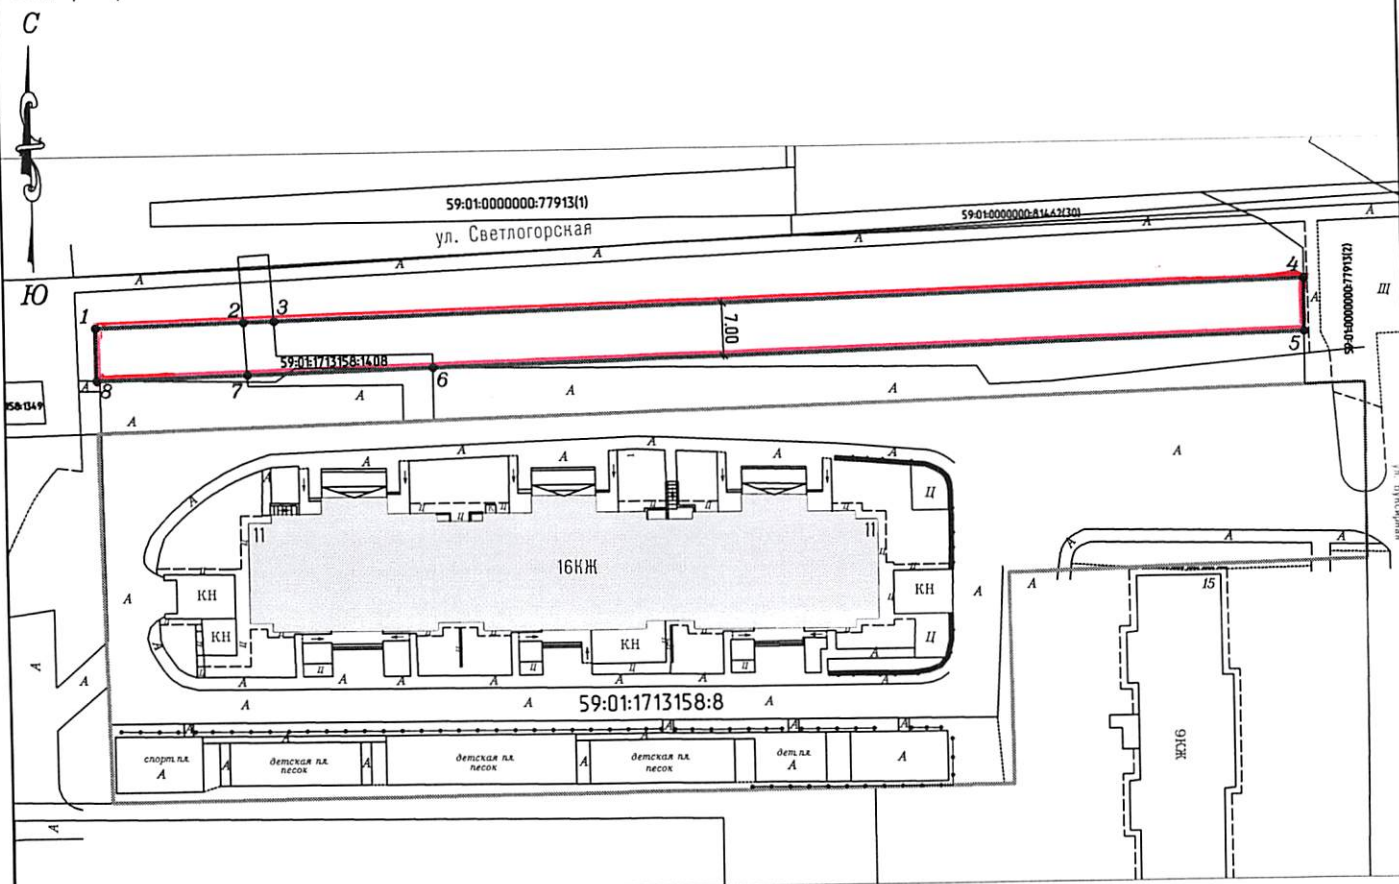 С
59:01:0000000:77913(1)
ул. Светлогорская
59:01:0000000:81462(30)
А
А
А
А
А
А
Ю
1
2
3
4
А
59:01:0000000:77913(2)
Щ
7.00
59:01:1713158:1408
5
6
7
8
А
А
А
А
А
А
158:1349
А
А
А
А
А
А
А
Ц
Ц
Ц
К
Ц
Ц
Ц
Ц
11
11
16КЖ
А
А
А
15
КН
КН
А
А
А
КН
КН
Ц
А
А
А
Ц
Ц
Ц
А
А
А
А
А
А
59:01:1713158:8
А
А
А
А
А
А
А
А
А
спорт.пл.
А
А
детская пл.
песок
А
детская пл.
песок
А
детская пл.
песок
дет.пл.
А
А
9КЖ
А